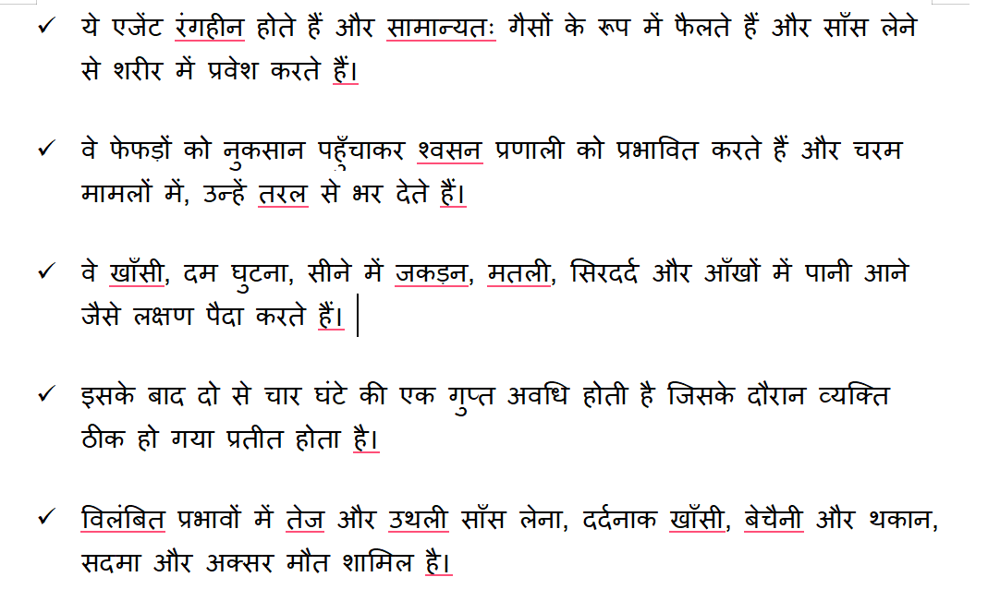 ✓ ये एजेंट रंगहीन होते हैं और सामान्यतः गैसों के रूप में फैलते हैं और साँस लेने
से शरीर में प्रवेश करते हैं।
✓ वे फेफड़ों को नुकसान पहुँचाकर श्वसन प्रणाली को प्रभावित करते हैं और चरम
मामलों में, उन्हें तरल से भर देते हैं।
✓ वे खाँसी, दम घुटना, सीने में जकड़न, मतली, सिरदर्द और आँखों में पानी आने
जैसे लक्षण पैदा करते हैं।
✓ इसके बाद दो से चार घंटे की एक गुप्त अवधि होती है जिसके दौरान व्यक्ति
ठीक हो गया प्रतीत होता है।
✓ विलंबित प्रभावों में तेज और उथली साँस लेना, दर्दनाक खाँसी, बेचैनी और थकान,
सदमा और अक्सर मौत शामिल है।